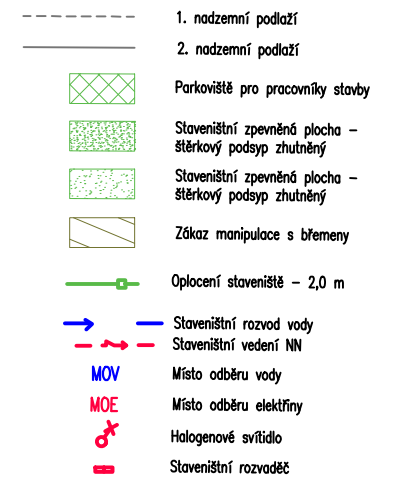 1. nadzemní podlaží
2. nadzemní podlaží
Parkoviště pro pracovníky stavby
Staveništní zpevněná plocha –
štěrkový podsyp zhutněný
Staveništní zpevněná plocha –
štěrkový podsyp zhutněný
Zákaz manipulace s břemeny
Oplocení staveniště – 2,0 m
Staveništní rozvod vody
Staveništní vedení NN
MOV Místo odběru vody
MOE Místo odběru elektřiny
Halogenové svítidlo
Staveništní rozvaděč